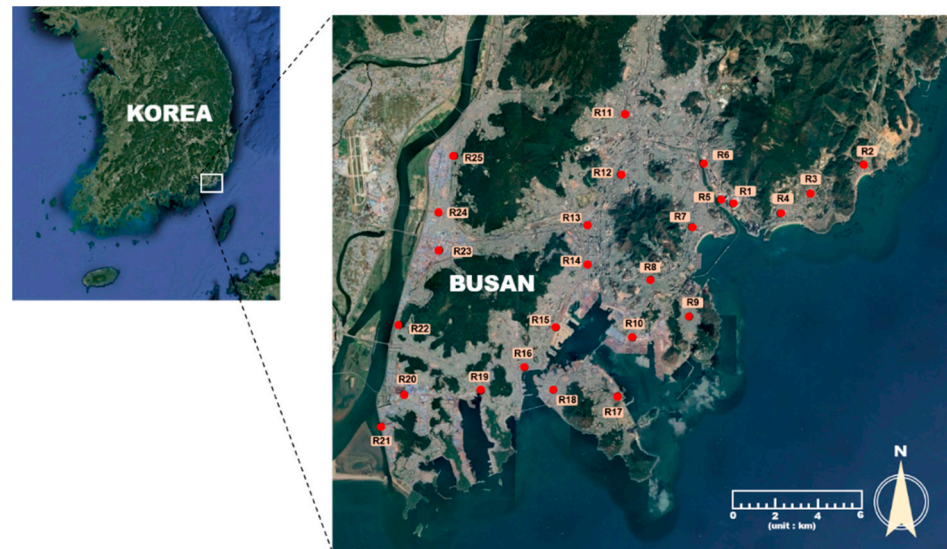 KOREA
BUSAN
R11
R25
R6
R2
R12
R3
R5
R1
R4
R24
R13
R7
R23
R14
R8
R9
R22
R15
R10
R16
R20
R19
R18
R17
R21
N
0 2 4 6
(unit : km)